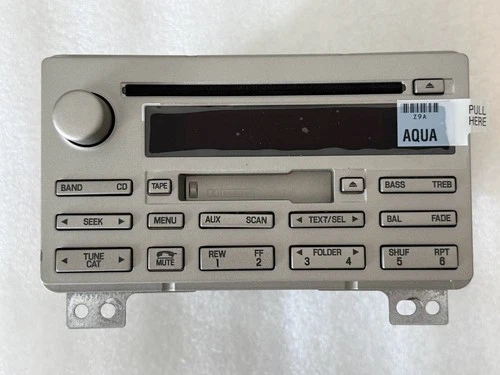 Z9A
AQUA
PULL
HERE
BAND CD
TAPE
BASS TREB
SEEK
MENU
AUX SCAN
TEXT/SEL
BAL FADE
TUNE
CAT
MUTE
REW FF
1 2
FOLDER
3 4
SHUF RPT
5 6